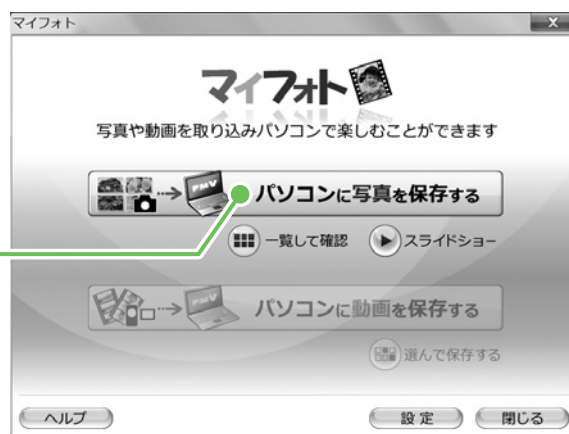 マイフォト
X
マイフォト
写真や動画を取り込みパソコンで楽しむことができます
FMV
パソコンに写真を保存する
一覧して確認
スライドショー
FMV
パソコンに動画を保存する
選んで保存する
ヘルプ
設定
閉じる